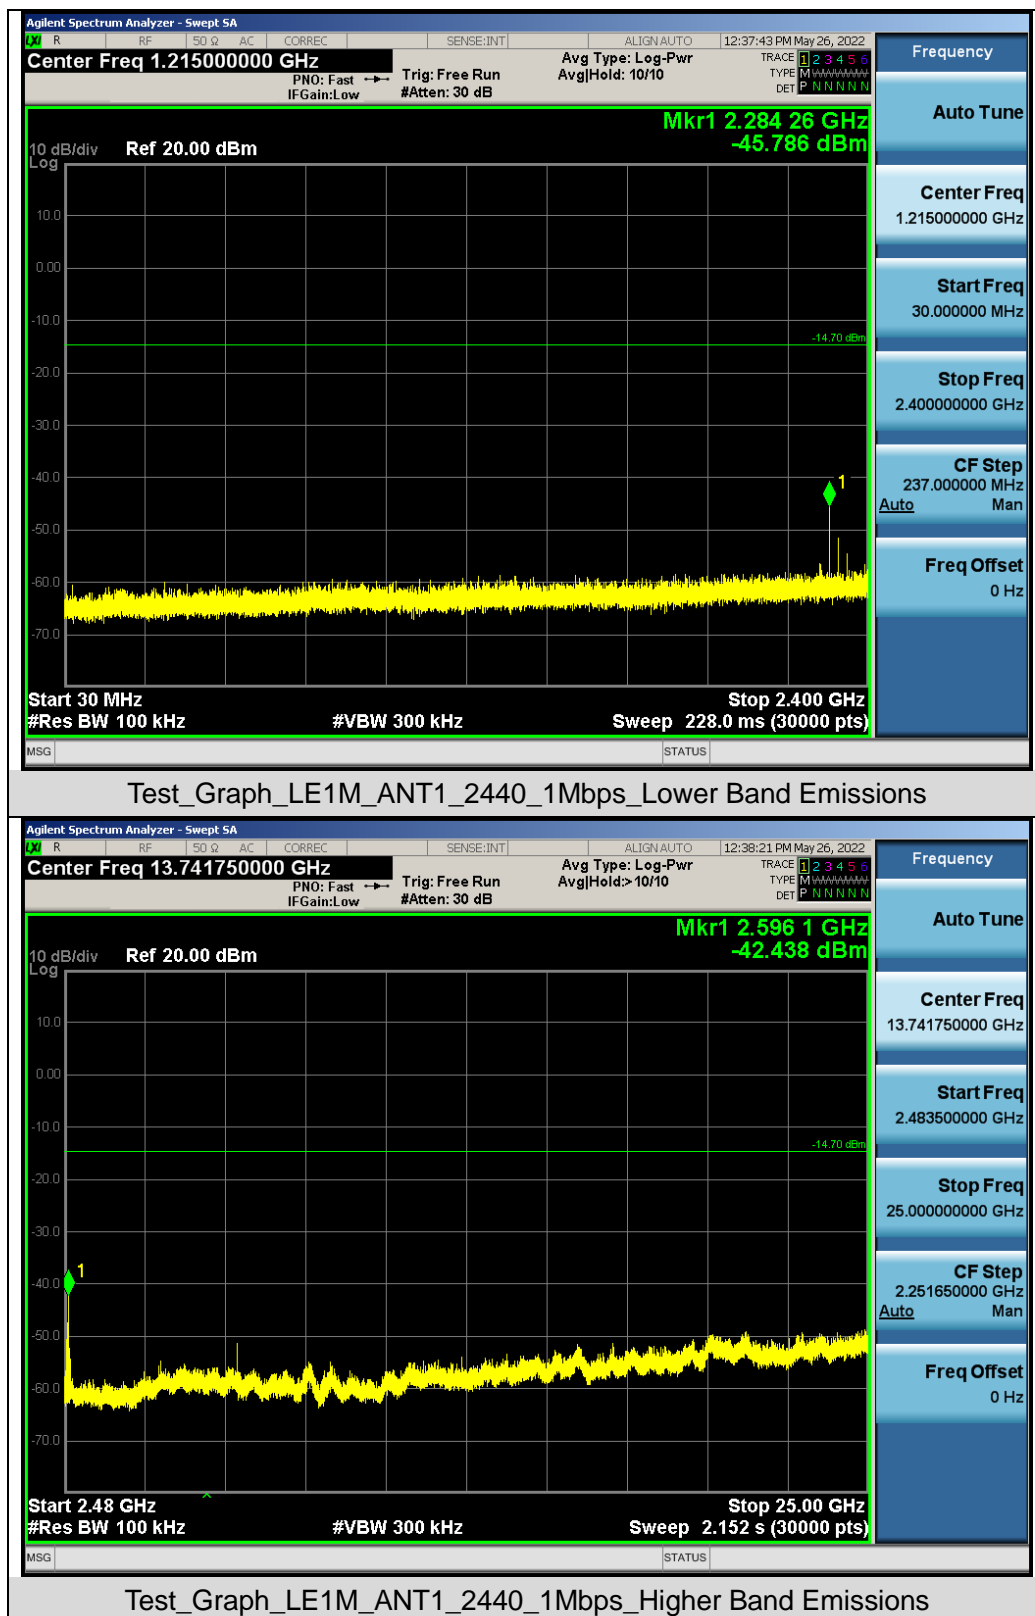 Agilent Spectrum Analyzer - Swept SA
LXI R RF 50 Ω AC CORREC SENSE:INT ALIGN AUTO 12:37:43 PM May 26, 2022
Center Freq 1.215000000 GHz
PNO: Fast
IFGain:Low
Trig: Free Run
#Atten: 30 dB
Avg Type: Log-Pwr
Avg|Hold: 10/10
TRACE 1 2 3 4 5 6
TYPE M WWWWW
DET P N N N N N
Mkr1 2.284 26 GHz
-45.786 dBm
10 dB/div
Log
Ref 20.00 dBm
10.0
0.00
-10.0
-14.70 dBm
-20.0
-30.0
-40.0
1
-50.0
-60.0
-70.0
Start 30 MHz
Stop 2.400 GHz
#Res BW 100 kHz
#VBW 300 kHz
Sweep 228.0 ms (30000 pts)
MSG
STATUS
Frequency
Auto Tune
Center Freq
1.215000000 GHz
Start Freq
30.000000 MHz
Stop Freq
2.400000000 GHz
CF Step
237.000000 MHz
Auto Man
Freq Offset
0 Hz
Test_Graph_LE1M_ANT1_2440_1Mbps_Lower Band Emissions
Agilent Spectrum Analyzer - Swept SA
LXI R RF 50 Ω AC CORREC SENSE:INT ALIGN AUTO 12:38:21 PM May 26, 2022
Center Freq 13.741750000 GHz
PNO: Fast
IFGain:Low
Trig: Free Run
#Atten: 30 dB
Avg Type: Log-Pwr
Avg|Hold:>10/10
TRACE 1 2 3 4 5 6
TYPE M WWWWW
DET P N N N N N
Mkr1 2.596 1 GHz
-42.438 dBm
10 dB/div
Log
Ref 20.00 dBm
10.0
0.00
-10.0
-14.70 dBm
-20.0
-30.0
-40.0
1
-50.0
-60.0
-70.0
Start 2.48 GHz
Stop 25.00 GHz
#Res BW 100 kHz
#VBW 300 kHz
Sweep 2.152 s (30000 pts)
MSG
STATUS
Frequency
Auto Tune
Center Freq
13.741750000 GHz
Start Freq
2.483500000 GHz
Stop Freq
25.000000000 GHz
CF Step
2.251650000 GHz
Auto Man
Freq Offset
0 Hz
Test_Graph_LE1M_ANT1_2440_1Mbps_Higher Band Emissions